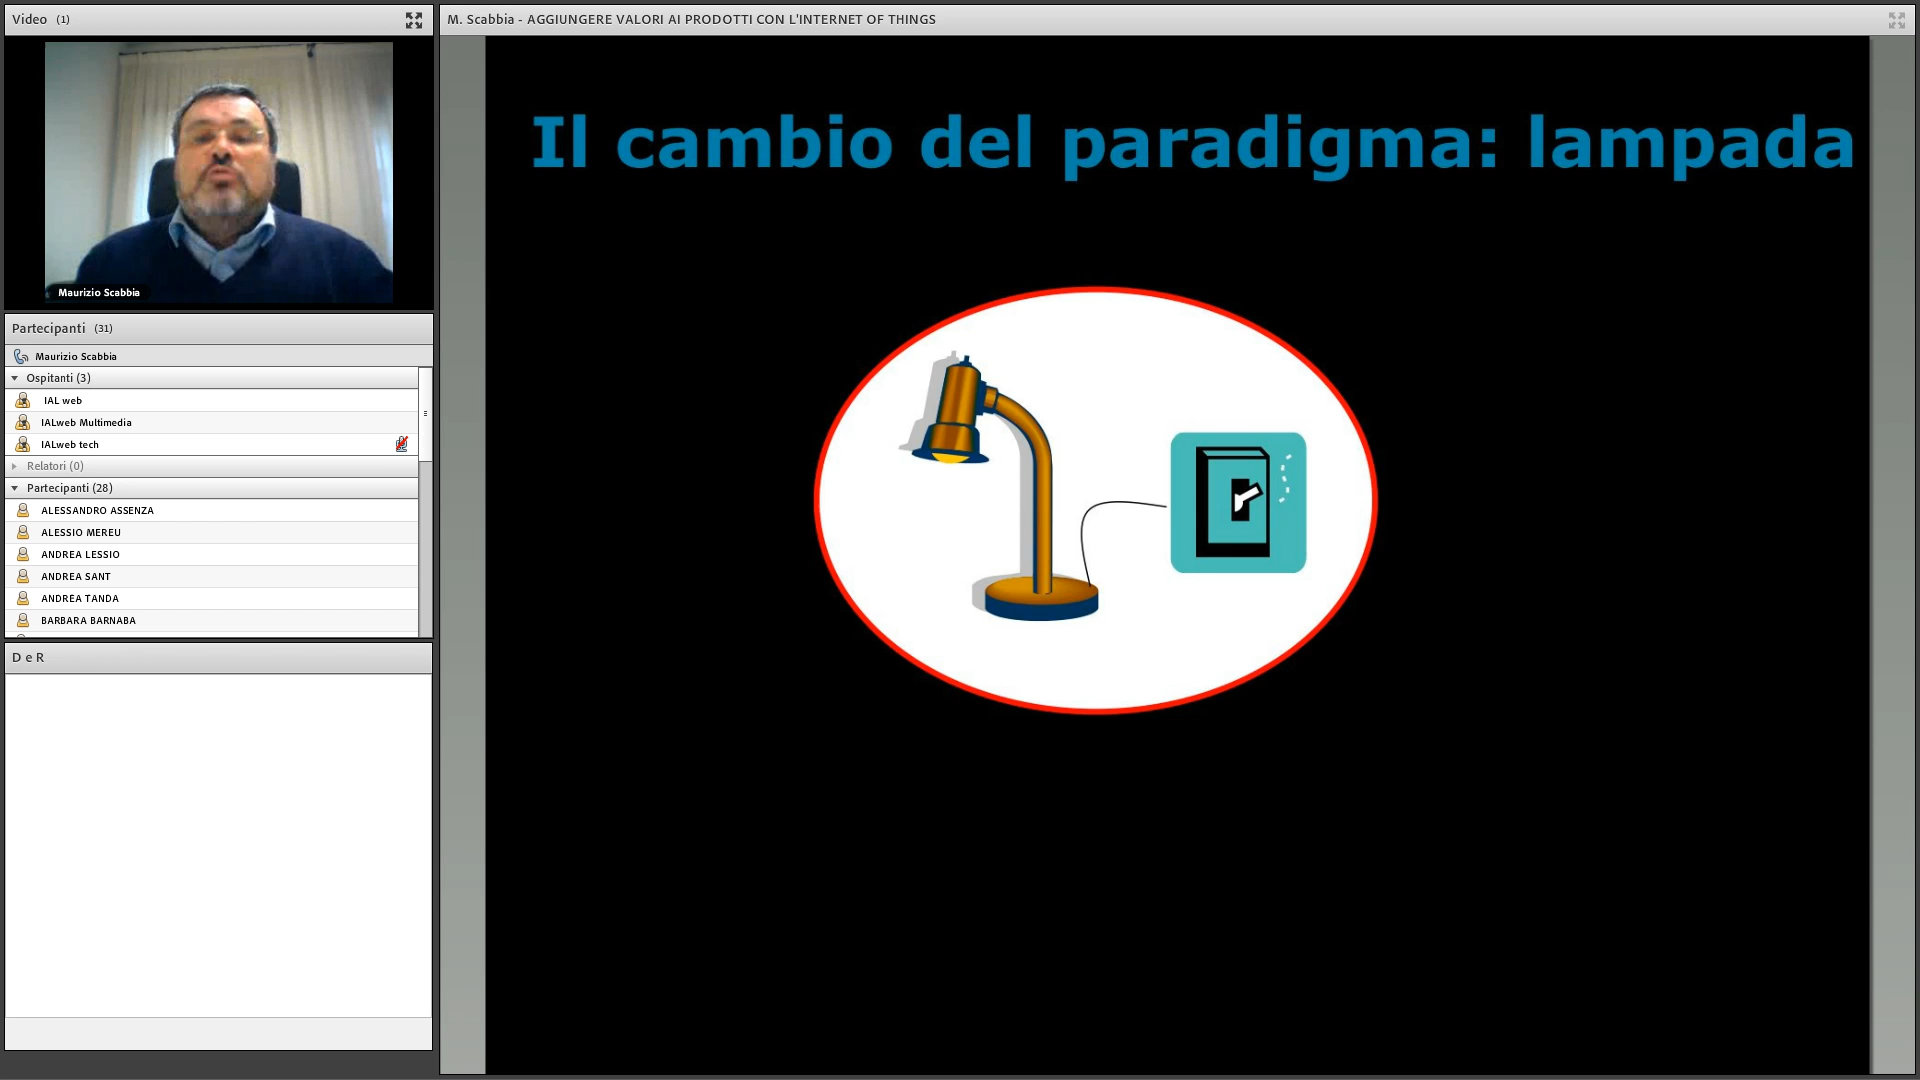 Video (1)
Maurizio Scabbia
Partecipanti (31)
Maurizio Scabbia
Ospitanti (3)
IAL web
IALweb Multimedia
IALweb tech
Relatori (0)
Partecipanti (28)
ALESSANDRO ASSENZA
ALESSIO MEREU
ANDREA LESSIO
ANDREA SANT
ANDREA TANDA
BARBARA BARNABA
D e R
M. Scabbia - AGGIUNGERE VALORI AI PRODOTTI CON L'INTERNET OF THINGS
Il cambio del paradigma: lampada